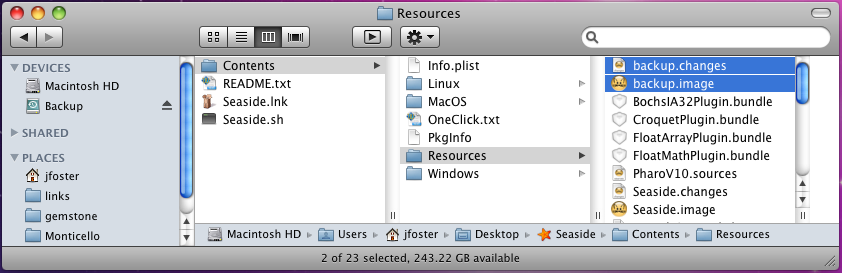 Resources
DEVICES
Macintosh HD
Backup
SHARED
PLACES
jfoster
links
gemstone
Monticello
Contents
README.txt
Seaside.lnk
Seaside.sh
Info.plist
Linux
MacOS
OneClick.txt
PkgInfo
Resources
Windows
backup.changes
backup.image
BochsIA32Plugin.bundle
CroquetPlugin.bundle
FloatArrayPlugin.bundle
FloatMathPlugin.bundle
PharoV10.sources
Seaside.changes
Seaside.image
Macintosh HD Users jfoster Desktop Seaside Contents Resources
2 of 23 selected, 243.22 GB available